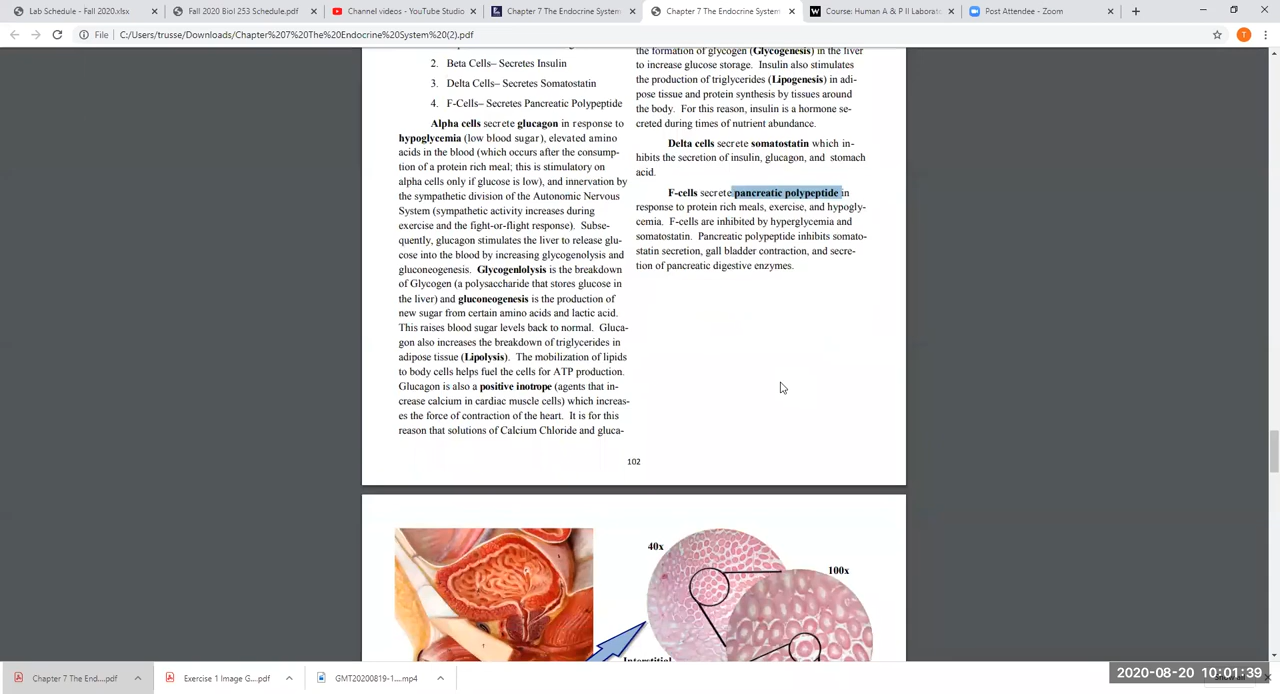 Lab Schedule - Fall 2020.xlsx
Fall 2020 Biol 253 Schedule.pdf
Channel videos - YouTube Studio
Chapter 7 The Endocrine System
Chapter 7 The Endocrine System
Course: Human A & P II Laborat
Post Attendee - Zoom
File
C:/Users/trusse/Downloads/Chapter%207%20The%20Endocrine%20System%20(2).pdf
T
2. Beta Cells– Secretes Insulin
3. Delta Cells– Secretes Somatostatin
4. F-Cells– Secretes Pancreatic Polypeptide
Alpha cells secrete glucagon in response to
hypoglycemia (low blood sugar), elevated amino
acids in the blood (which occurs after the consump-
tion of a protein rich meal; this is stimulatory on
alpha cells only if glucose is low), and innervation by
the sympathetic division of the Autonomic Nervous
System (sympathetic activity increases during
exercise and the fight-or-flight response). Subse-
quently, glucagon stimulates the liver to release glu-
cose into the blood by increasing glycogenolysis and
gluconeogenesis. Glycogenlolysis is the breakdown
of Glycogen (a polysaccharide that stores glucose in
the liver) and gluconeogenesis is the production of
new sugar from certain amino acids and lactic acid.
This raises blood sugar levels back to normal. Gluca-
gon also increases the breakdown of triglycerides in
adipose tissue (Lipolysis). The mobilization of lipids
to body cells helps fuel the cells for ATP production.
Glucagon is also a positive inotrope (agents that in-
crease calcium in cardiac muscle cells) which increas-
es the force of contraction of the heart. It is for this
reason that solutions of Calcium Chloride and gluca-
the formation of glycogen (Glycogenesis) in the liver
to increase glucose storage. Insulin also stimulates
the production of triglycerides (Lipogenesis) in adi-
pose tissue and protein synthesis by tissues around
the body. For this reason, insulin is a hormone se-
creted during times of nutrient abundance.
Delta cells secrete somatostatin which in-
hibits the secretion of insulin, glucagon, and stomach
acid.
F-cells secrete pancreatic polypeptide in
response to protein rich meals, exercise, and hypogly-
cemia. F-cells are inhibited by hyperglycemia and
somatostatin. Pancreatic polypeptide inhibits somato-
statin secretion, gall bladder contraction, and secre-
tion of pancreatic digestive enzymes.
102
40x
100x
Interstitial
Chapter 7 The End....pdf
Exercise 1 Image G....pdf
GMT20200819-1....mp4
2020-08-20 10:01:39